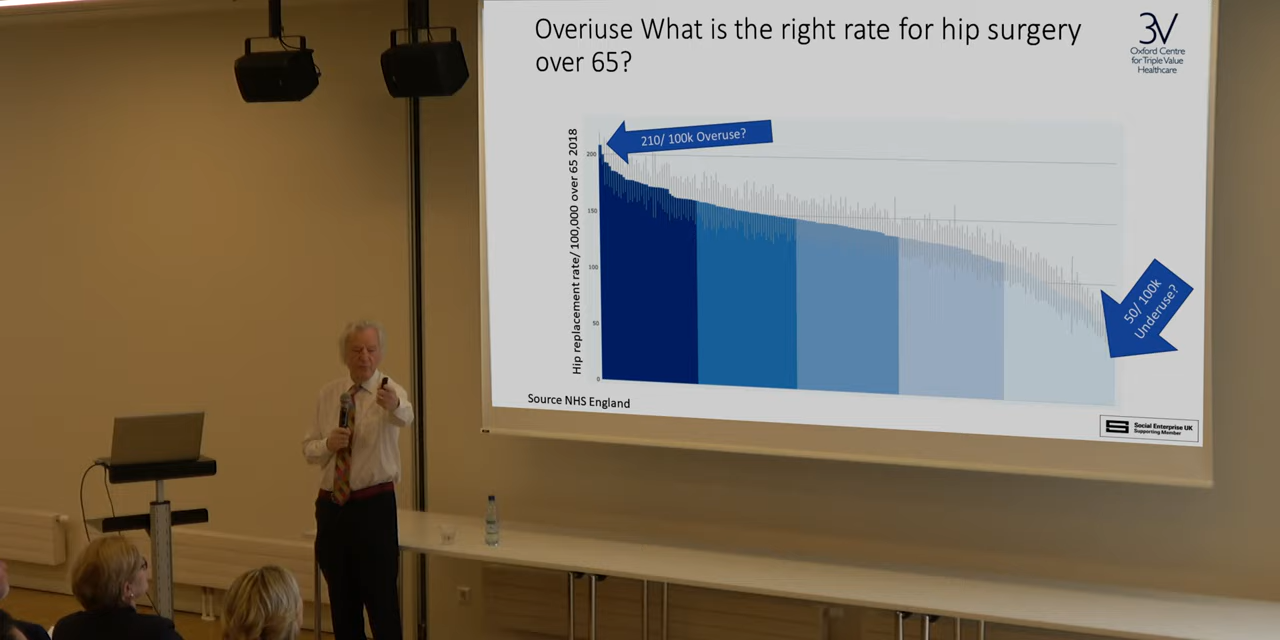 Overiuse What is the right rate for hip surgery
over 65?
3V
Oxford Centre
for Triple Value
Healthcare
Hip replacement rate/ 100,000 over 65 2018
200
150
100
50
0
210/ 100k Overuse?
50/ 100k
Underuse?
Source NHS England
Social Enterprise UK
Supporting Member